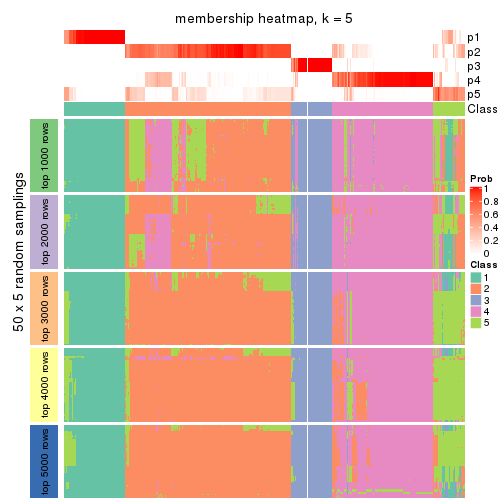 membership heatmap, k = 5
p1
p2
p3
p4
p5
Class
50 x 5 random samplings
top 1000 rows
top 2000 rows
top 3000 rows
top 4000 rows
top 5000 rows
Prob
1
0.8
0.6
0.4
0.2
0
Class
1
2
3
4
5